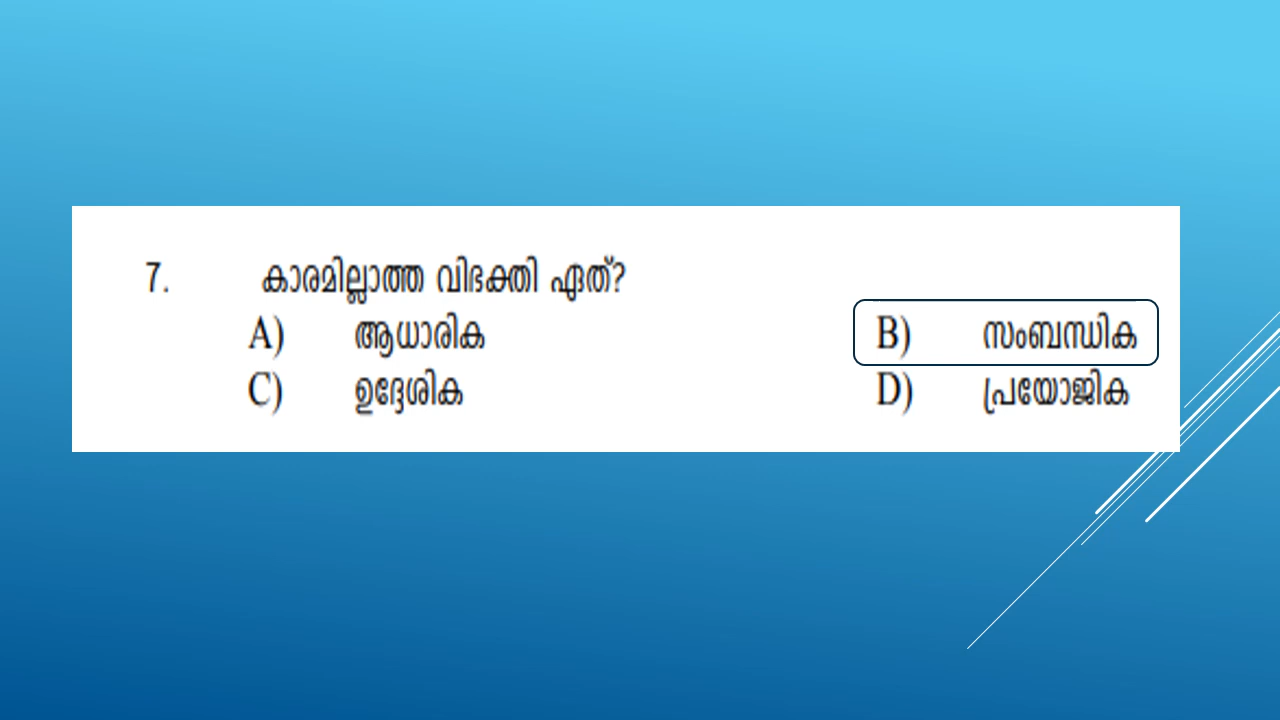 7. കാരമില്ലാത്ത വിഭക്തി ഏത്?
A) ആധാരിക B) സംബന്ധിക
C) ഉദ്ദേശിക D) പ്രയോജിക